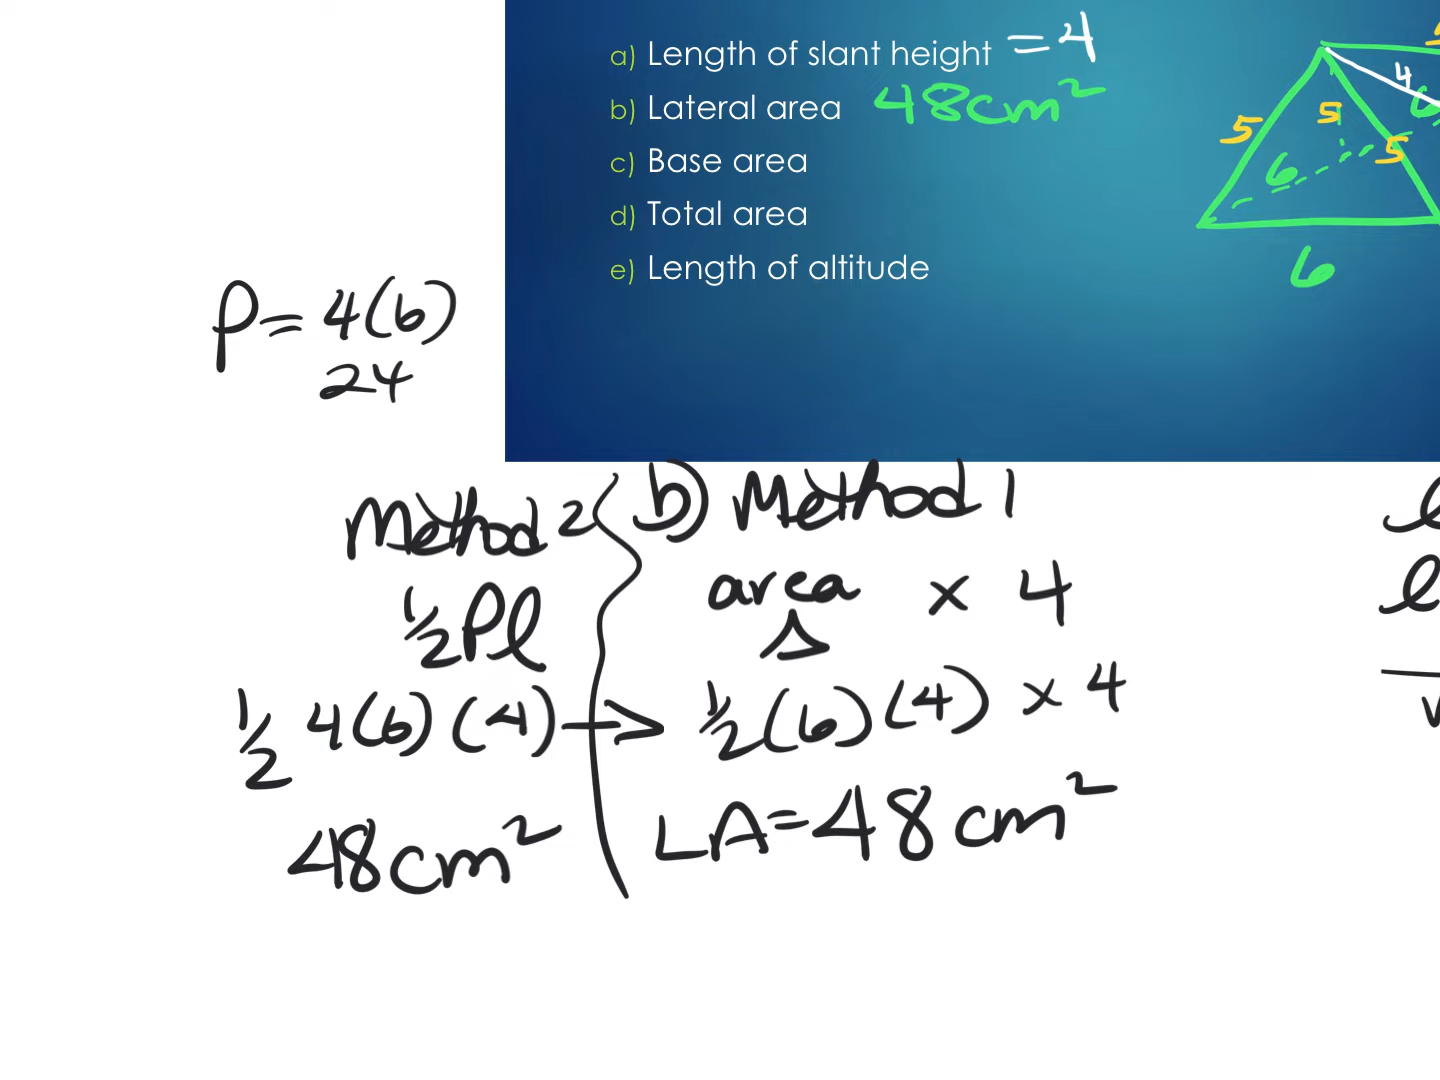 a) Length of slant height = 4
b) Lateral area 48cm²
c) Base area
d) Total area
e) Length of altitude
5
5
5
4
6
6
P = 4(6)
24
Method 2
½Pl
½ 4(6)(4) →
48cm²
b) Method 1
area × 4
△
½(6)(4) × 4
LA = 48cm²